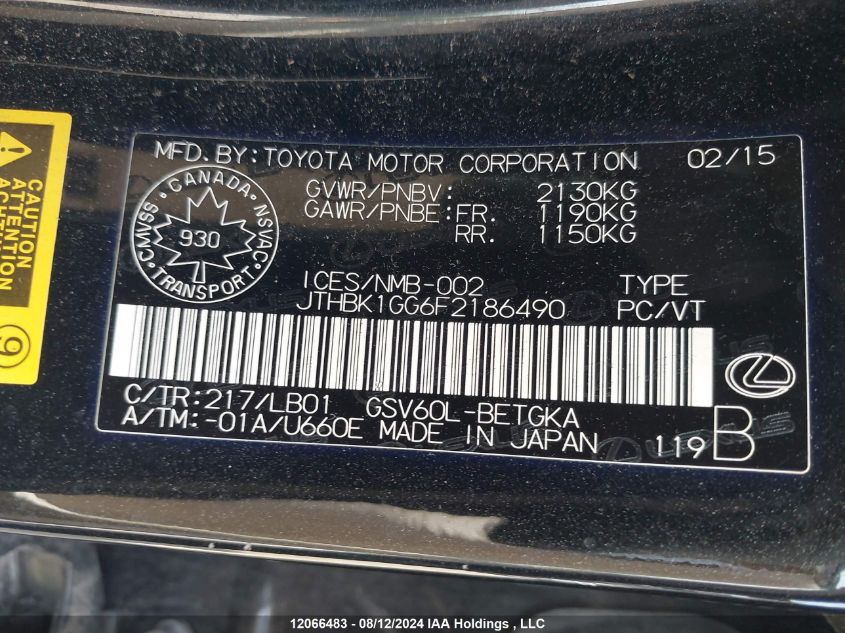 MFD.BY:TOYOTA MOTOR CORPORATION 02/15
GVWR/PNBV: 2130KG
GAWR/PNBE:FR. 1190KG
RR. 1150KG
CANADA
CMVSS 930 NSVAC
TRANSPORT
ICES/NMB-002 TYPE
JTHBK1GG6F2186490 PC/VT
C/TR:217/LB01 GSV60L-BETGKA
A/TM:-01A/U660E MADE IN JAPAN 119B
CAUTION
ATTENTION
9
12066483 - 08/12/2024 IAA Holdings , LLC